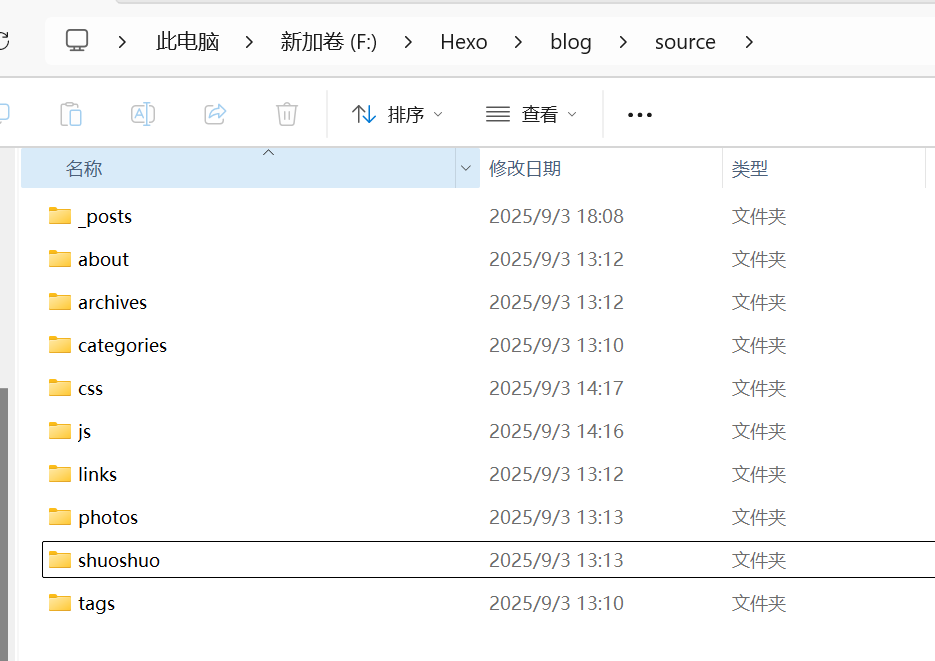 此电脑 > 新加卷 (F:) > Hexo > blog > source >
排序 查看 ...
名称 修改日期 类型
_posts 2025/9/3 18:08 文件夹
about 2025/9/3 13:12 文件夹
archives 2025/9/3 13:12 文件夹
categories 2025/9/3 13:10 文件夹
css 2025/9/3 14:17 文件夹
js 2025/9/3 14:16 文件夹
links 2025/9/3 13:12 文件夹
photos 2025/9/3 13:13 文件夹
shuoshuo 2025/9/3 13:13 文件夹
tags 2025/9/3 13:10 文件夹